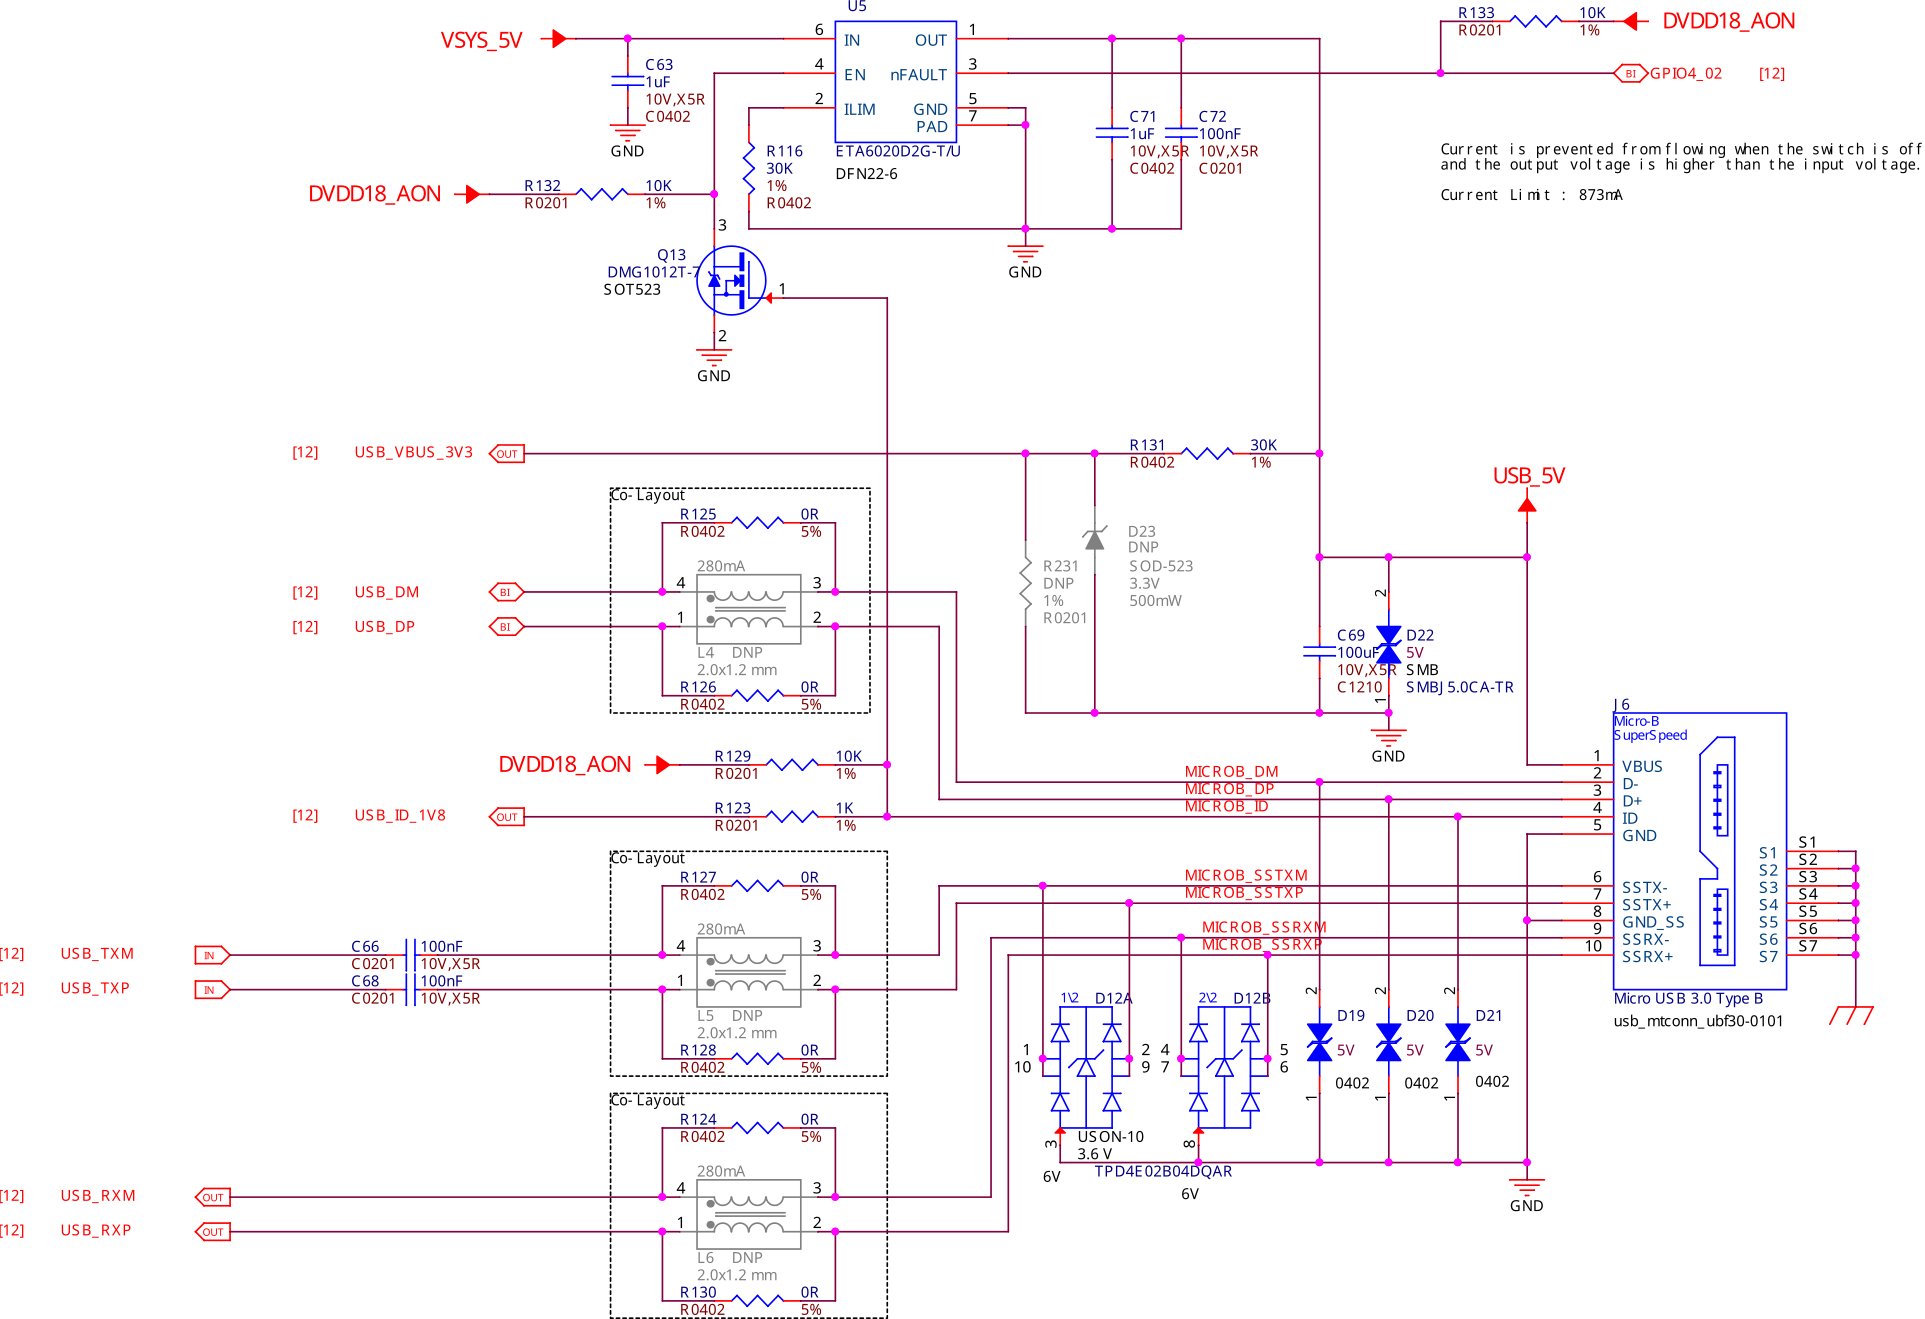 U5
VSYS_5V
6
IN
OUT
1
4
EN
nFAULT
3
2
ILIM
GND
5
PAD
7
ETA6020D2G-T/U
DFN22-6
C63
1uF
10V,X5R
C0402
GND
R116
30K
1%
R0402
C71
1uF
10V,X5R
C0402
C72
100nF
10V,X5R
C0201
GND
R133
R0201
10K
1%
DVDD18_AON
BI
GPIO4_02
[12]
Current is prevented from flowing when the switch is off
and the output voltage is higher than the input voltage.
Current Limit : 873mA
DVDD18_AON
R132
R0201
10K
1%
3
Q13
DMG1012T-7
SOT523
1
2
GND
[12]
USB_VBUS_3V3
OUT
R131
R0402
30K
1%
USB_5V
Co-Layout
R125
R0402
0R
5%
280mA
[12]
USB_DM
BI
4
3
[12]
USB_DP
BI
1
2
L4
DNP
2.0x1.2 mm
R126
R0402
0R
5%
R231
DNP
1%
R0201
D23
DNP
SOD-523
3.3V
500mW
C69
100uF
10V,X5R
C1210
2
D22
5V
SMB
SMBJ5.0CA-TR
1
GND
DVDD18_AON
R129
R0201
10K
1%
[12]
USB_ID_1V8
OUT
R123
R0201
1K
1%
MICROB_DM
MICROB_DP
MICROB_ID
J6
Micro-B
SuperSpeed
1
VBUS
2
D-
3
D+
4
ID
5
GND
6
SSTX-
7
SSTX+
8
GND_SS
9
SSRX-
10
SSRX+
S1
S1
S2
S2
S3
S3
S4
S4
S5
S5
S6
S6
S7
S7
Micro USB 3.0 Type B
usb_mtconn_ubf30-0101
Co-Layout
R127
R0402
0R
5%
280mA
[12]
USB_TXM
IN
C66
C0201
100nF
10V,X5R
4
3
[12]
USB_TXP
IN
C68
C0201
100nF
10V,X5R
1
2
L5
DNP
2.0x1.2 mm
R128
R0402
0R
5%
MICROB_SSTXM
MICROB_SSTXP
MICROB_SSRXM
MICROB_SSRXP
1\2
D12A
1
10
2
9
3
USON-10
3.6 V
6V
2\2
D12B
4
7
5
6
8
TPD4E02B04DQAR
6V
2
D19
5V
0402
1
2
D20
5V
0402
1
2
D21
5V
0402
1
GND
Co-Layout
R124
R0402
0R
5%
280mA
[12]
USB_RXM
OUT
4
3
[12]
USB_RXP
OUT
1
2
L6
DNP
2.0x1.2 mm
R130
R0402
0R
5%